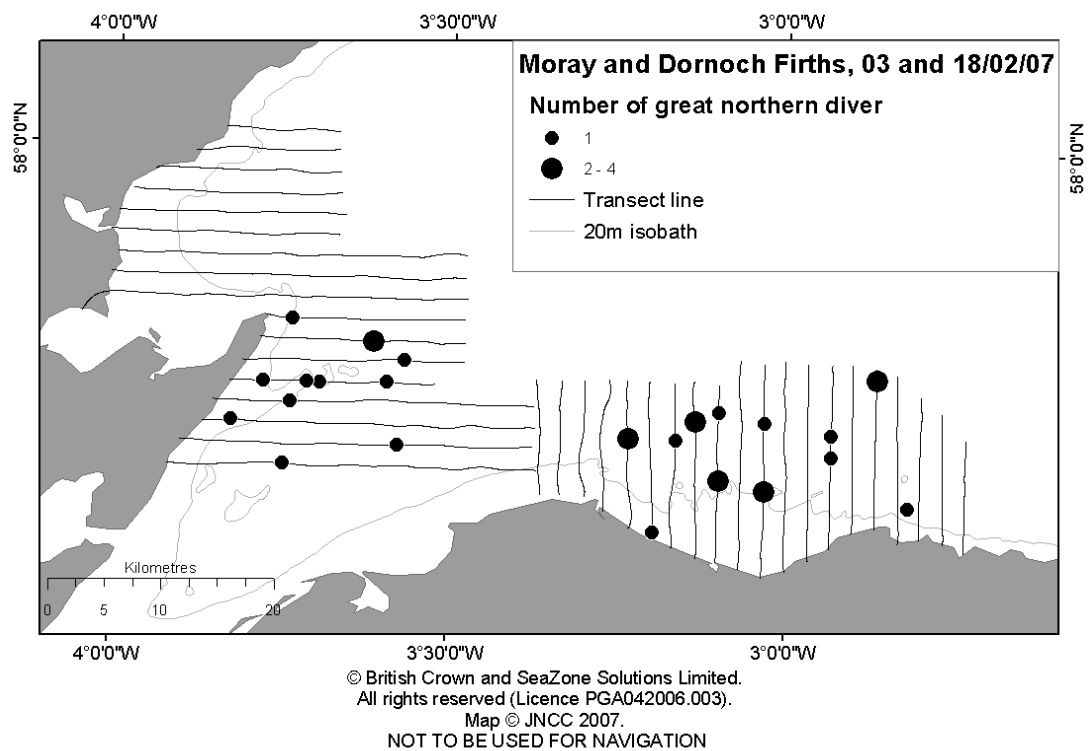 4°0'0"W 3°30'0"W 3°0'0"W
Moray and Dornoch Firths, 03 and 18/02/07
Number of great northern diver
1
2 - 4
Transect line
20m isobath
58°0'0"N
58°0'0"N
Kilometres
0 5 10 20
4°0'0"W 3°30'0"W 3°0'0"W
© British Crown and SeaZone Solutions Limited.
All rights reserved (Licence PGA042006.003).
Map © JNCC 2007.
NOT TO BE USED FOR NAVIGATION